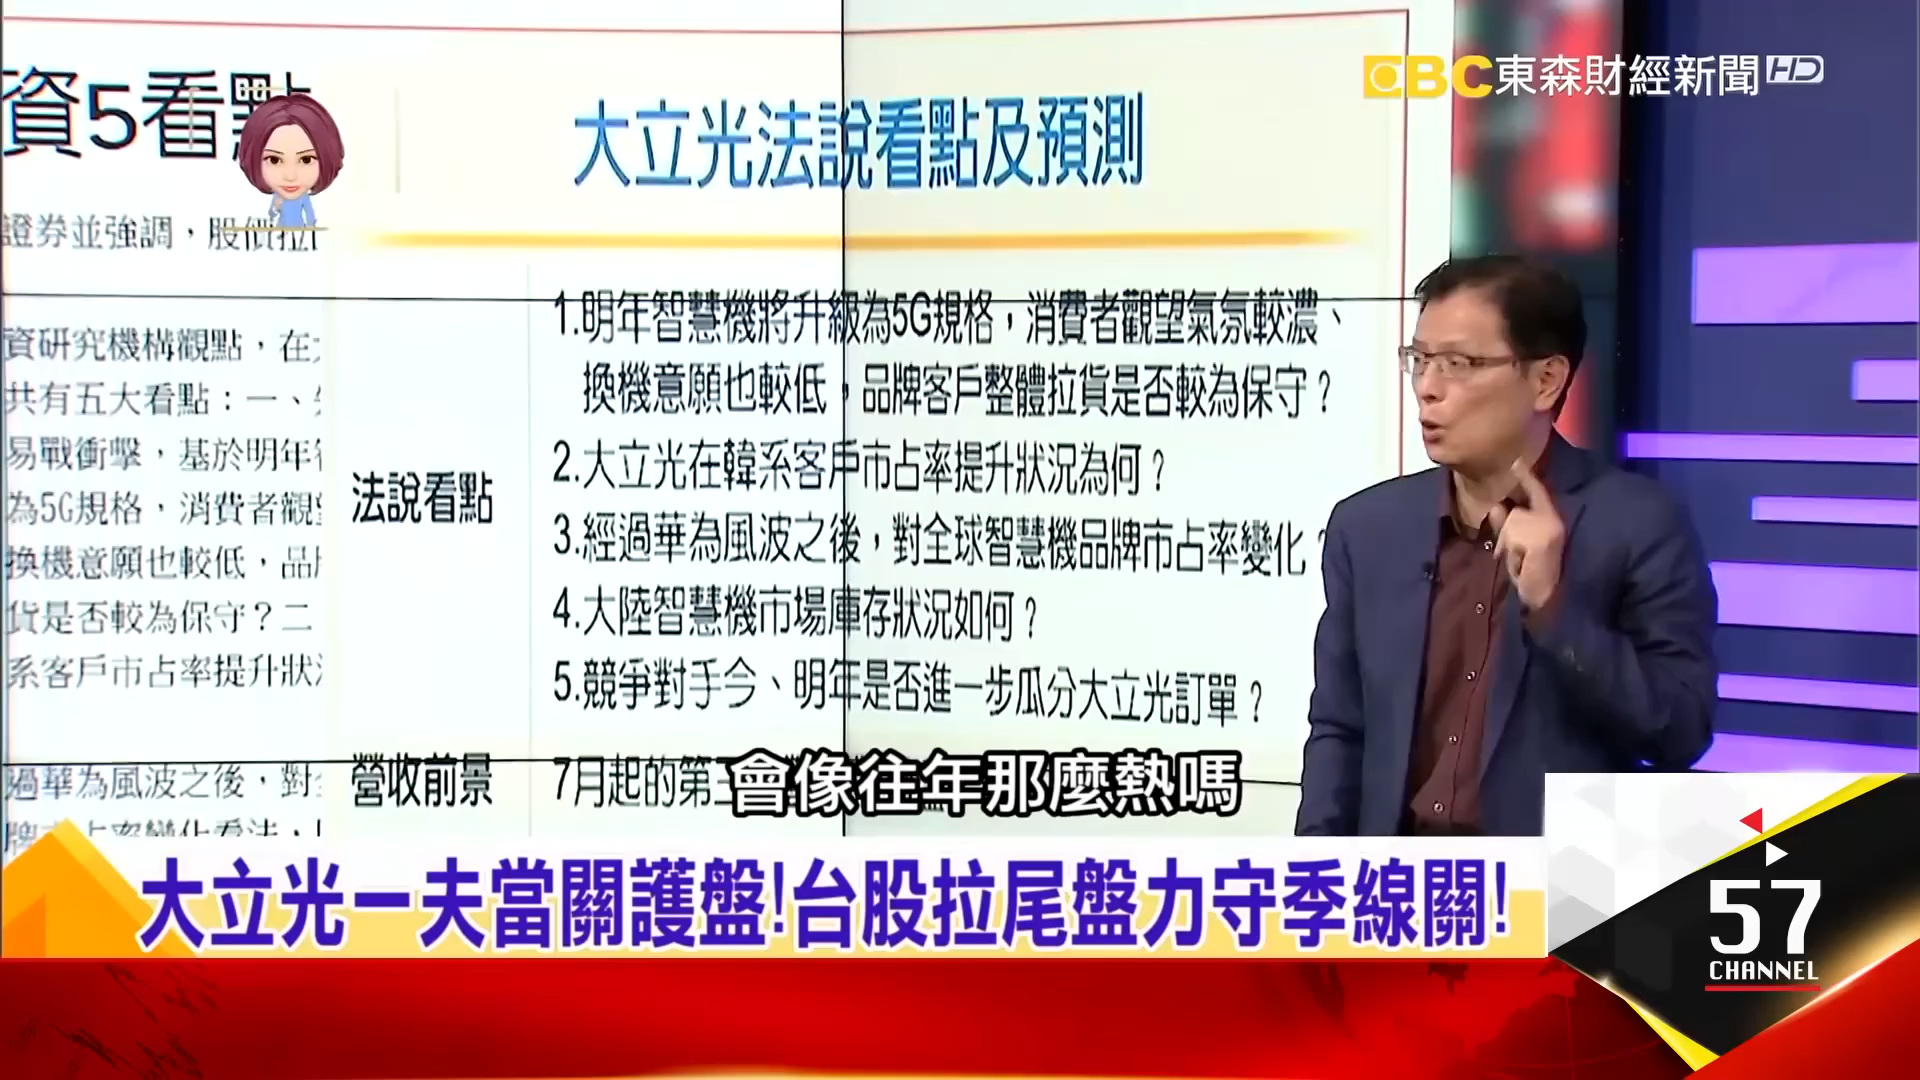 EBC東森財經新聞HD
資5看點
證券並強調，股價拉
資研究機構觀點，在
共有五大看點：一、
易戰衝擊，基於明年
為5G規格，消費者觀望
換機意願也較低，品
貨是否較為保守？二
系客戶市占率提升狀
過華為風波之後，對
大立光法說看點及預測
法說看點
1.明年智慧機將升級為5G規格，消費者觀望氣氛較濃、
換機意願也較低，品牌客戶整體拉貨是否較為保守？
2.大立光在韓系客戶市占率提升狀況為何？
3.經過華為風波之後，對全球智慧機品牌市占率變化？
4.大陸智慧機市場庫存狀況如何？
5.競爭對手今、明年是否進一步瓜分大立光訂單？
營收前景
7月起的第三
會像往年那麼熱嗎
大立光一夫當關護盤!台股拉尾盤力守季線關!
57
CHANNEL